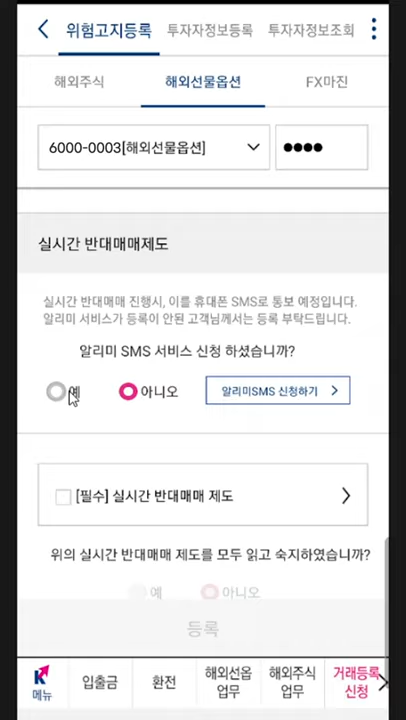 위험고지등록 투자자정보등록 투자자정보조회
해외주식 해외선물옵션 FX마진
6000-0003[해외선물옵션] ●●●●
실시간 반대매매제도
실시간 반대매매 진행시, 이를 휴대폰 SMS로 통보 예정입니다.
알리미 서비스가 등록이 안된 고객님께서는 등록 부탁드립니다.
알리미 SMS 서비스 신청 하셨습니까?
예 아니오 알리미SMS 신청하기
[필수] 실시간 반대매매 제도
위의 실시간 반대매매 제도를 모두 읽고 숙지하였습니까?
예 아니오
등록
메뉴 입출금 환전 해외선옵 업무 해외주식 업무 거래등록 신청